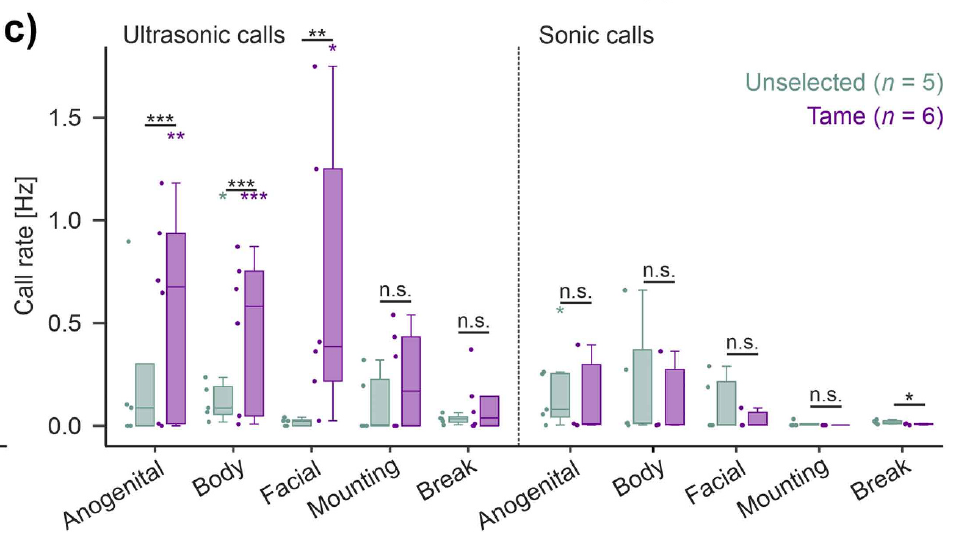 c)
Ultrasonic calls
Sonic calls
Unselected (n = 5)
Tame (n = 6)
Call rate [Hz]
1.5
1.0
0.5
0.0
***
**
*
***
***
**
*
n.s.
n.s.
n.s.
*
n.s.
n.s.
n.s.
*
Anogenital
Body
Facial
Mounting
Break
Anogenital
Body
Facial
Mounting
Break